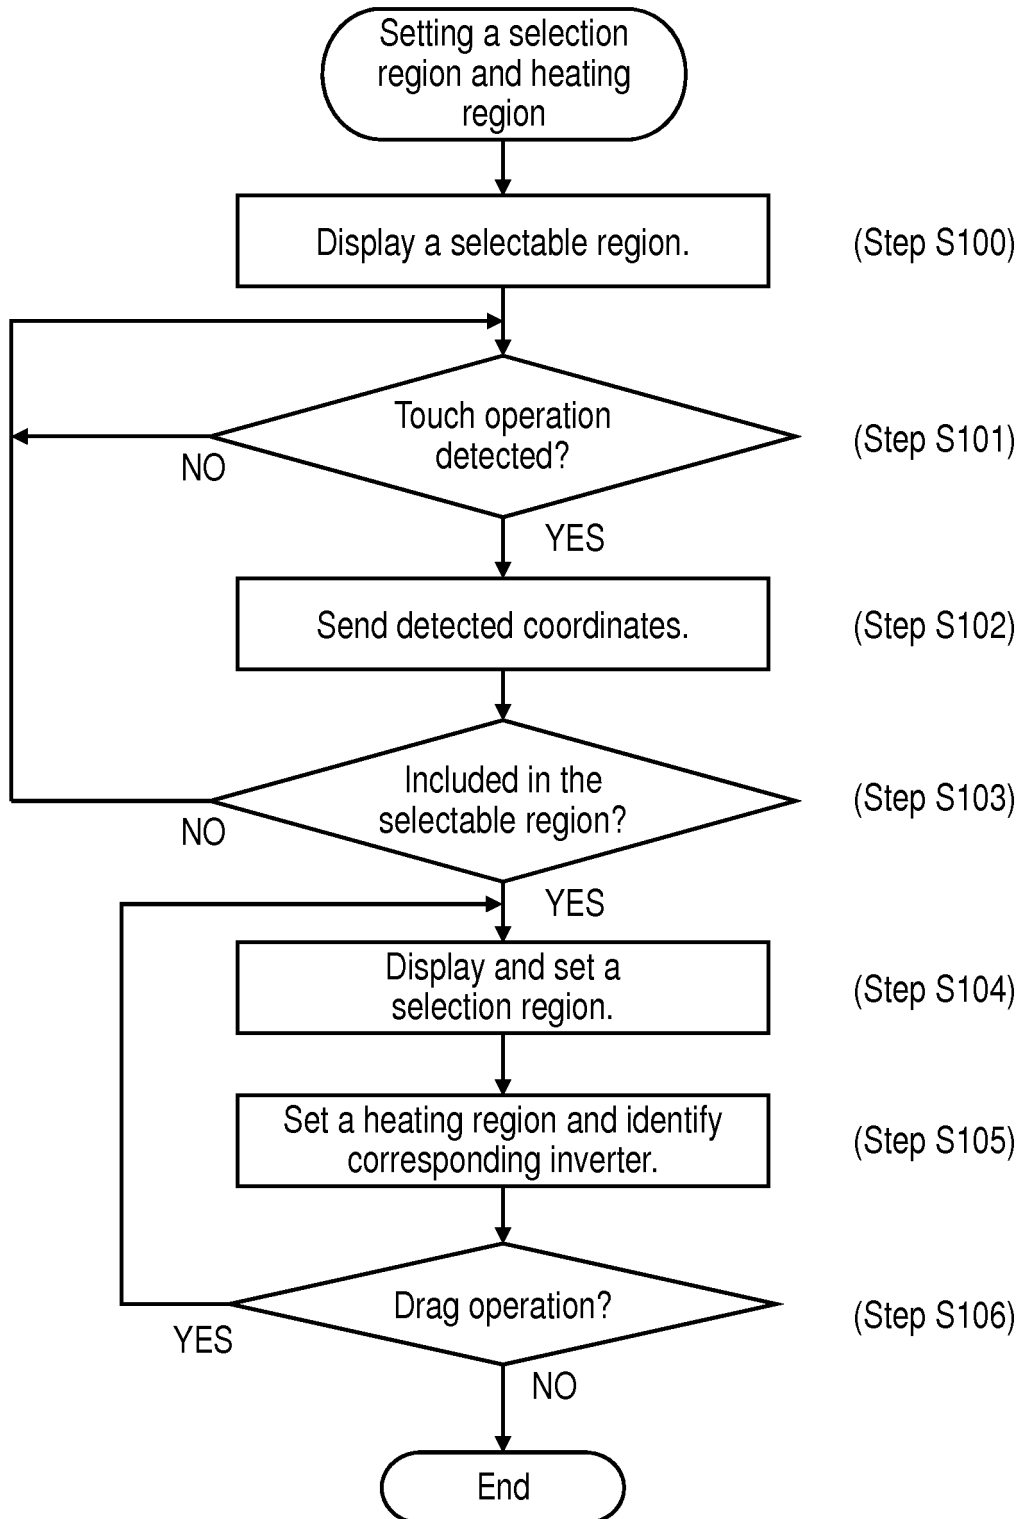 Setting a selection
region and heating
region
Display a selectable region.
(Step S100)
Touch operation
detected?
(Step S101)
NO
YES
Send detected coordinates.
(Step S102)
Included in the
selectable region?
(Step S103)
NO
YES
Display and set a
selection region.
(Step S104)
Set a heating region and identify
corresponding inverter.
(Step S105)
Drag operation?
(Step S106)
YES
NO
End